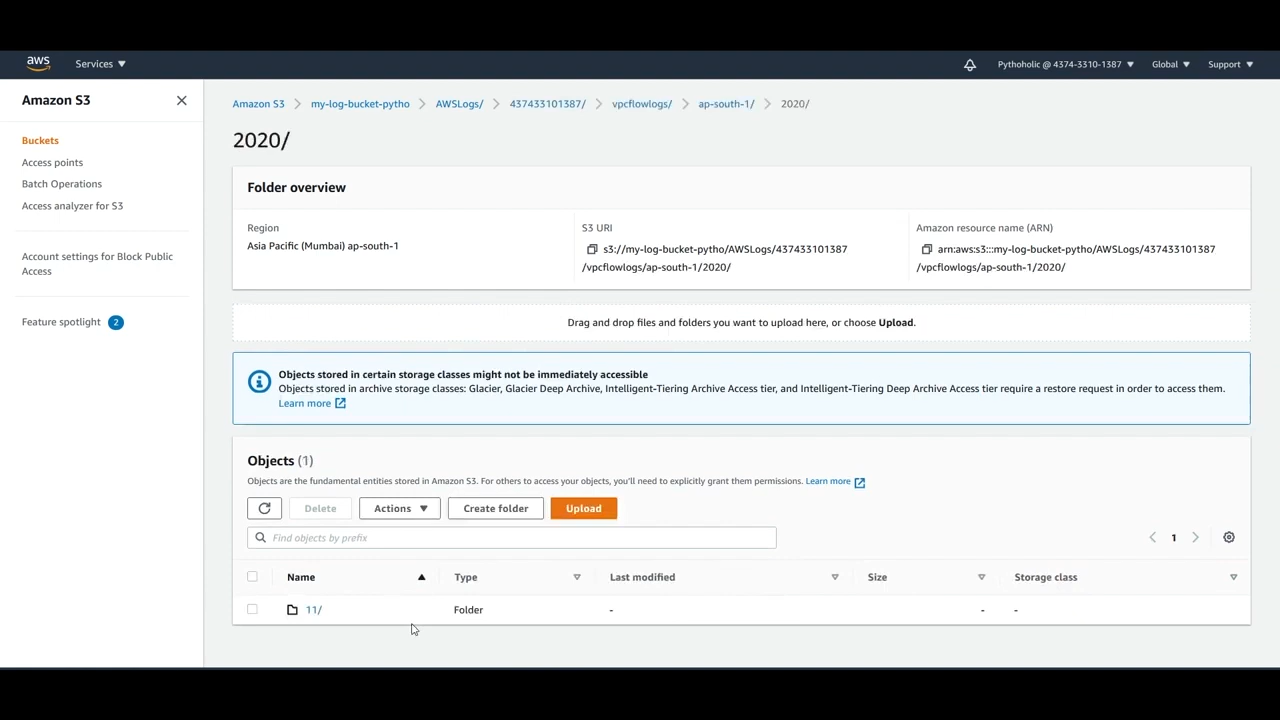 aws Services Pythoholic @ 4374-3310-1387 Global Support
Amazon S3
Buckets
Access points
Batch Operations
Access analyzer for S3
Account settings for Block Public
Access
Feature spotlight 2
Amazon S3 my-log-bucket-pytho AWSLogs/ 437433101387/ vpcflowlogs/ ap-south-1/ 2020/
2020/
Folder overview
Region
Asia Pacific (Mumbai) ap-south-1
S3 URI
s3://my-log-bucket-pytho/AWSLogs/437433101387
/vpcflowlogs/ap-south-1/2020/
Amazon resource name (ARN)
arn:aws:s3:::my-log-bucket-pytho/AWSLogs/437433101387
/vpcflowlogs/ap-south-1/2020/
Drag and drop files and folders you want to upload here, or choose Upload.
Objects stored in certain storage classes might not be immediately accessible
Objects stored in archive storage classes: Glacier, Glacier Deep Archive, Intelligent-Tiering Archive Access tier, and Intelligent-Tiering Deep Archive Access tier require a restore request in order to access them.
Learn more
Objects (1)
Objects are the fundamental entities stored in Amazon S3. For others to access your objects, you'll need to explicitly grant them permissions. Learn more
Delete Actions Create folder Upload
Find objects by prefix 1
Name Type Last modified Size Storage class
11/ Folder - - -